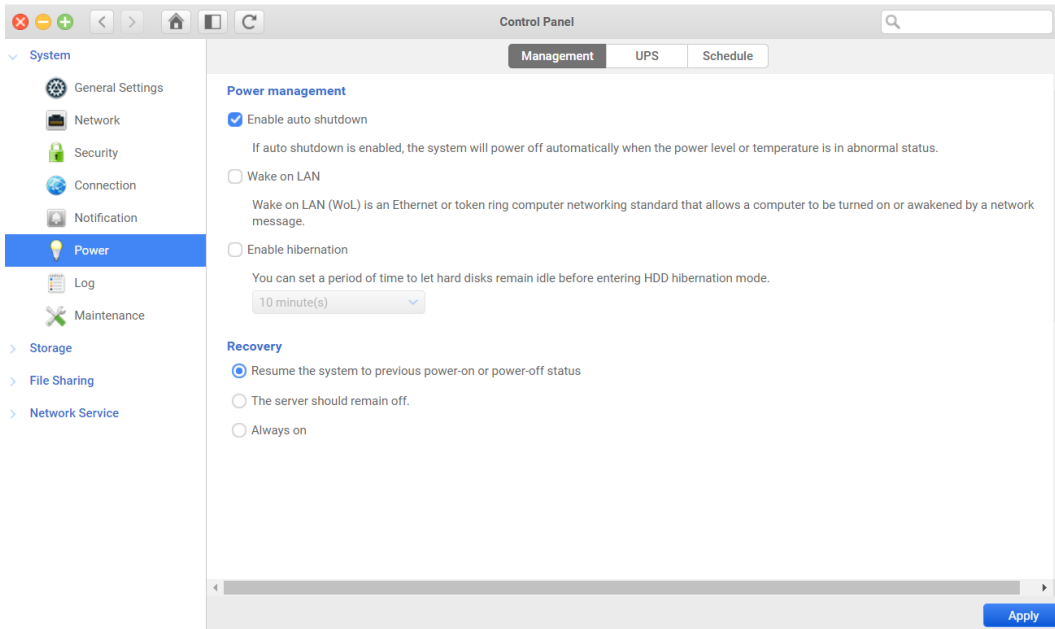 Control Panel
System
General Settings
Network
Security
Connection
Notification
Power
Log
Maintenance
Storage
File Sharing
Network Service
Management
UPS
Schedule
Power management
Enable auto shutdown
If auto shutdown is enabled, the system will power off automatically when the power level or temperature is in abnormal status.
Wake on LAN
Wake on LAN (WoL) is an Ethernet or token ring computer networking standard that allows a computer to be turned on or awakened by a network
message.
Enable hibernation
You can set a period of time to let hard disks remain idle before entering HDD hibernation mode.
10 minute(s)
Recovery
Resume the system to previous power-on or power-off status
The server should remain off.
Always on
Apply